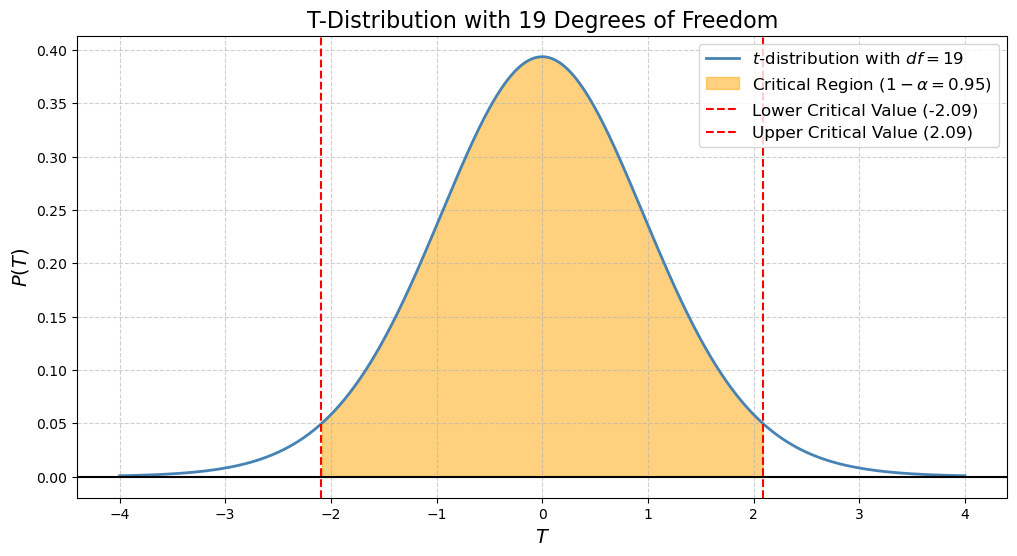 T-Distribution with 19 Degrees of Freedom
t-distribution with df = 19
Critical Region (1 − α = 0.95)
Lower Critical Value (-2.09)
Upper Critical Value (2.09)
P(T)
0.40
0.35
0.30
0.25
0.20
0.15
0.10
0.05
0.00
−4 −3 −2 −1 0 1 2 3 4
T